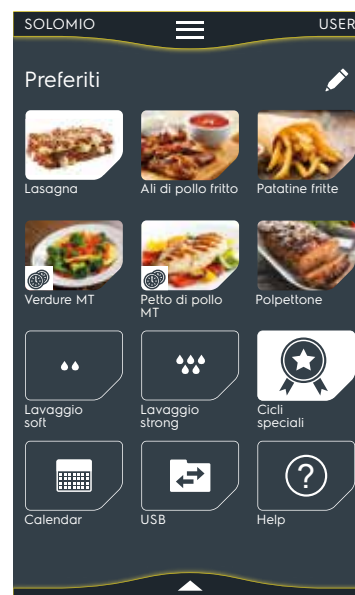 SOLOMIO USER
Preferiti
Lasagna Ali di pollo fritto Patatine fritte
Verdure MT Petto di pollo Polpettone
MT
Lavaggio Lavaggio Cicli
soft strong speciali
Calendar USB Help